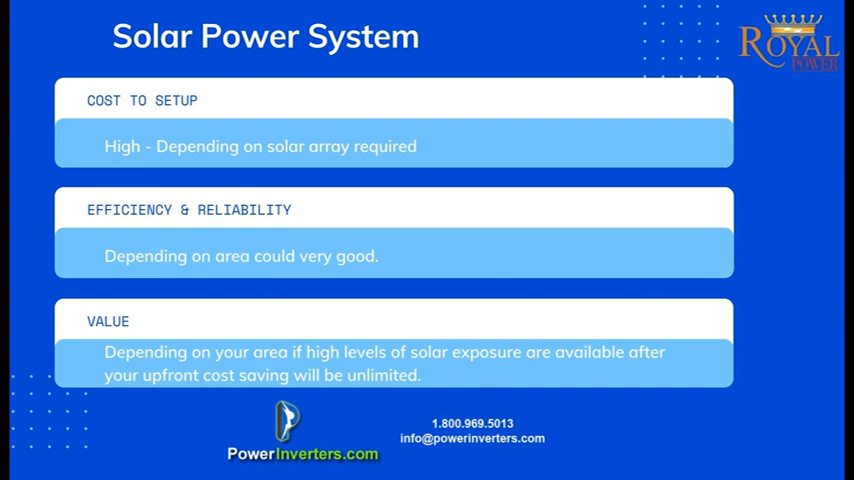 Solar Power System
ROYAL
POWER
COST TO SETUP
High - Depending on solar array required
EFFICIENCY & RELIABILITY
Depending on area could very good.
VALUE
Depending on your area if high levels of solar exposure are available after
your upfront cost saving will be unlimited.
PowerInverters.com
1.800.969.5013
info@powerinverters.com